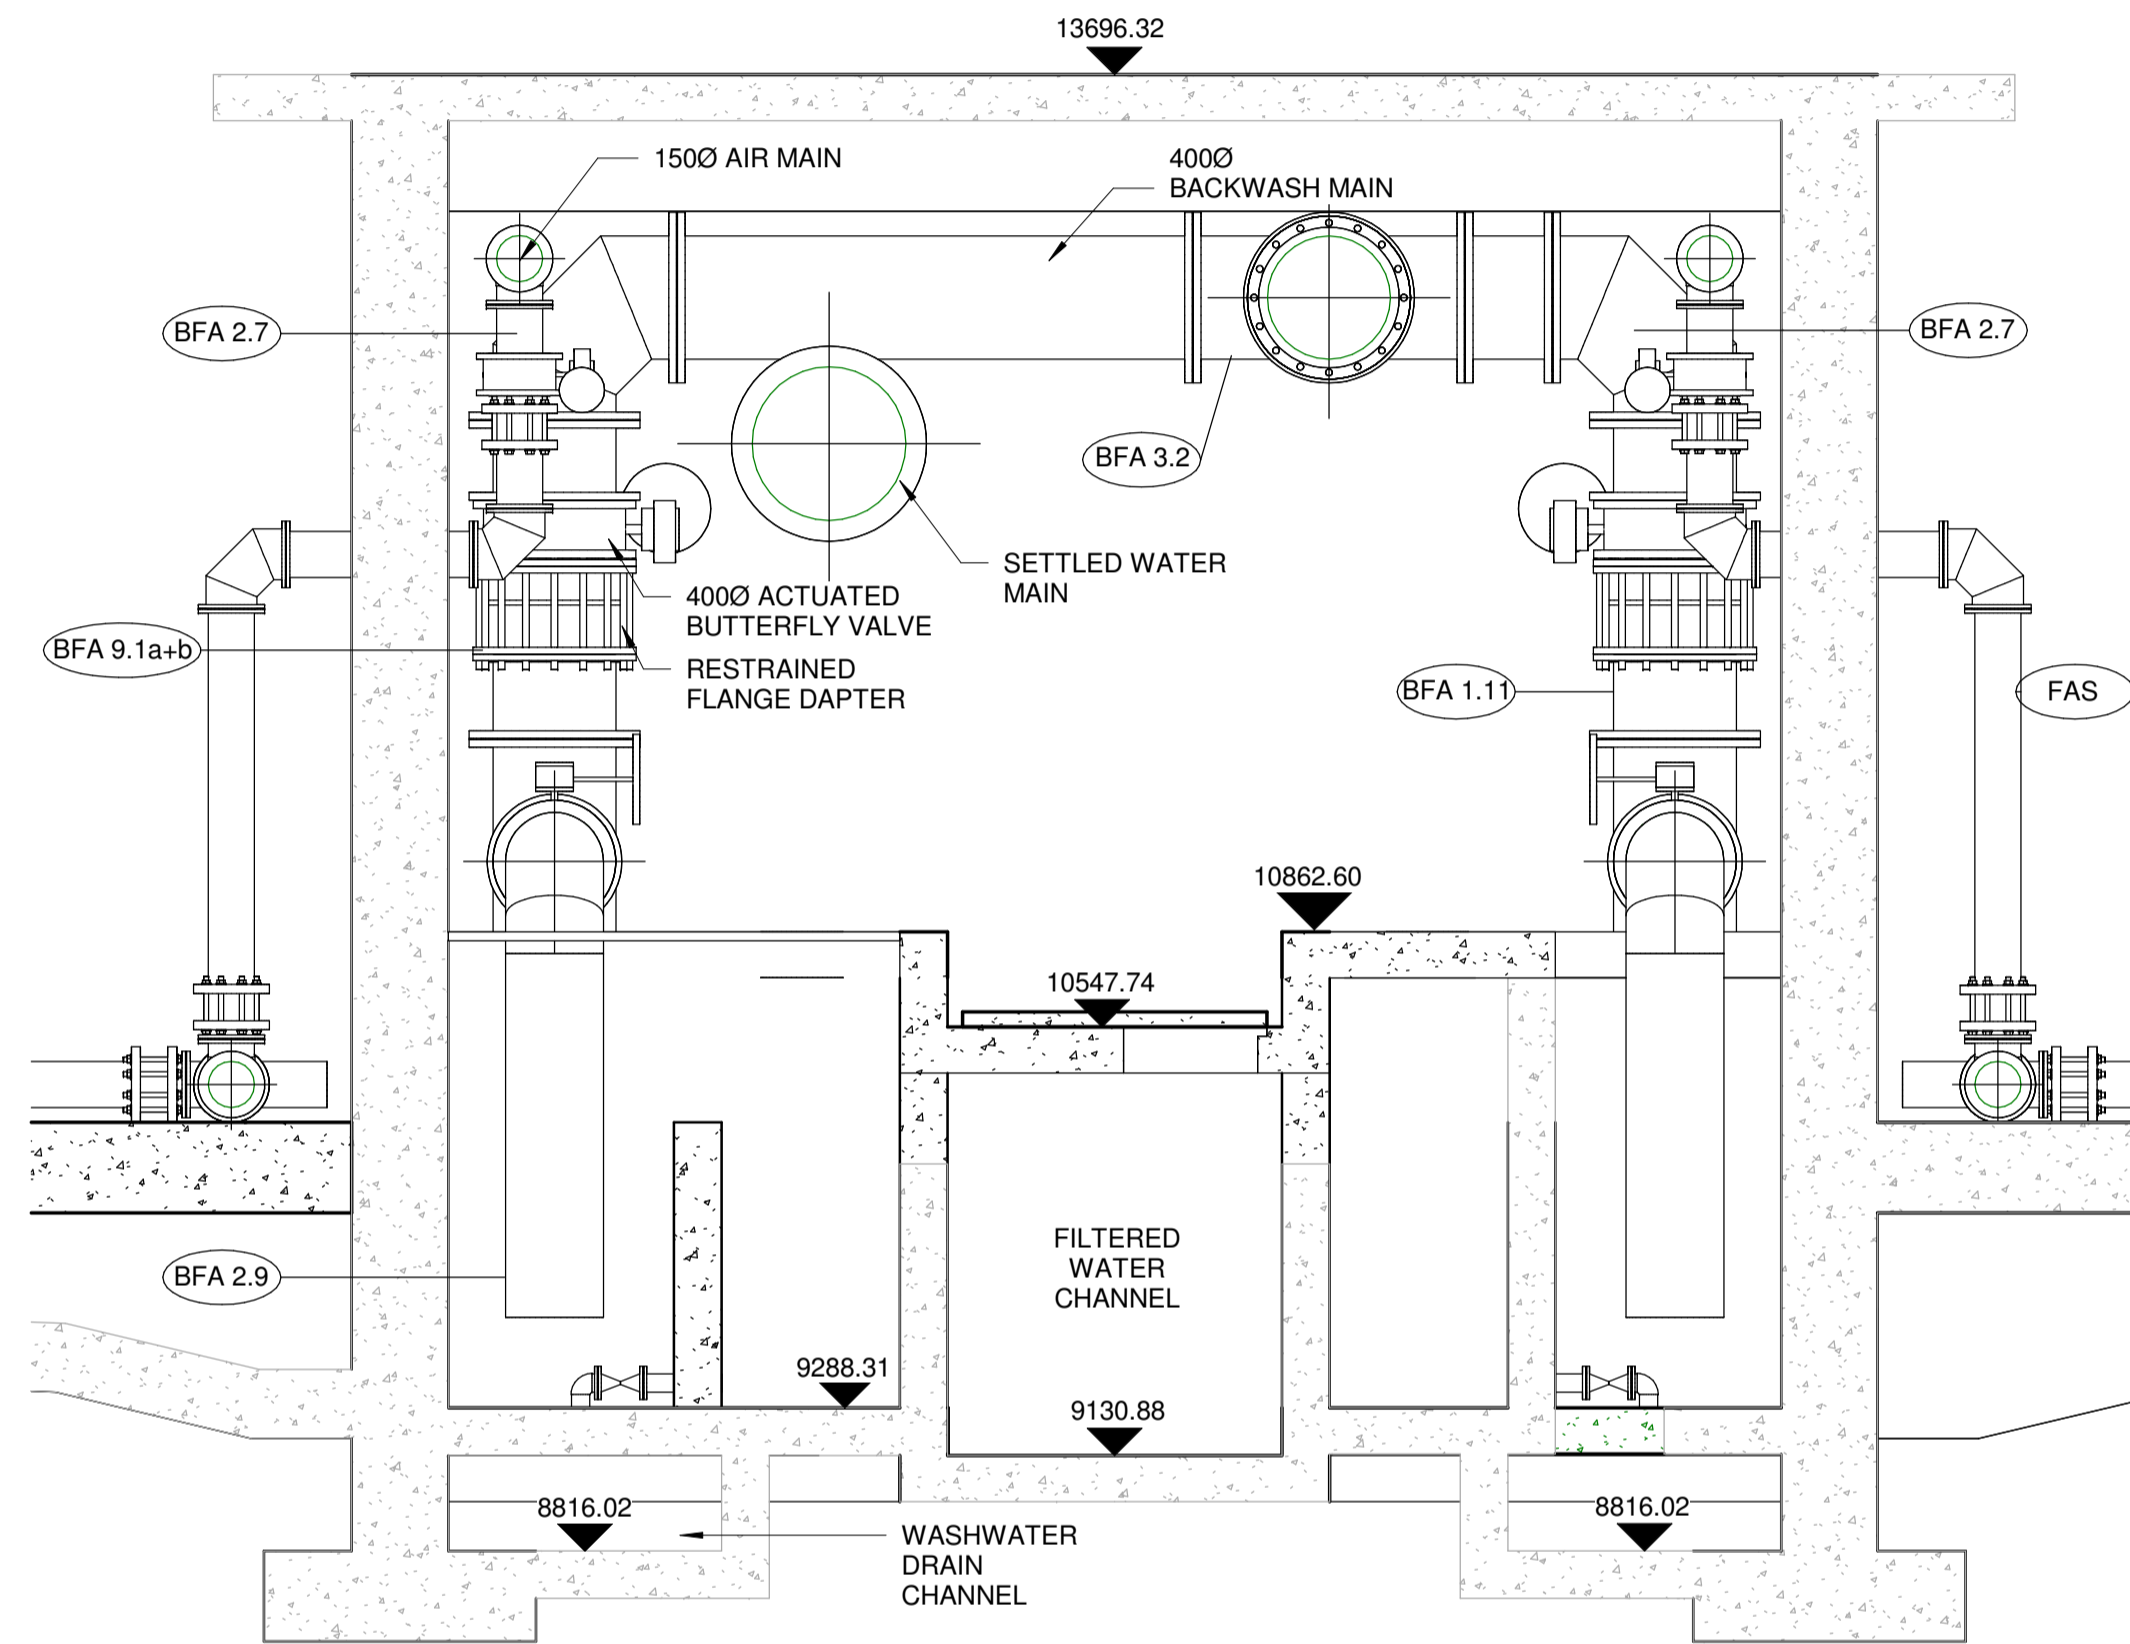 13696.32
150Ø AIR MAIN
400Ø
BACKWASH MAIN
BFA 2.7
BFA 2.7
BFA 3.2
SETTLED WATER
MAIN
400Ø ACTUATED
BUTTERFLY VALVE
BFA 9.1a+b
RESTRAINED
FLANGE DAPTER
BFA 1.11
FAS
10862.60
10547.74
FILTERED
WATER
CHANNEL
BFA 2.9
9288.31
9130.88
8816.02
8816.02
WASHWATER
DRAIN
CHANNEL